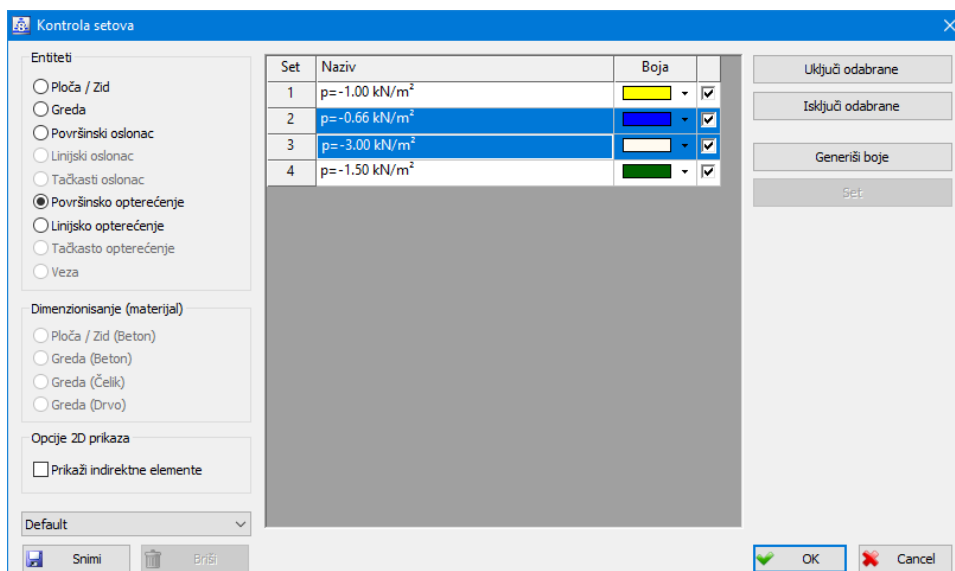 Kontrola setova
Entiteti
Ploča / Zid
Greda
Površinski oslonac
Linijski oslonac
Tačkasti oslonac
Površinsko opterećenje
Linijsko opterećenje
Tačkasto opterećenje
Veza
Dimenzionisanje (materijal)
Ploča / Zid (Beton)
Greda (Beton)
Greda (Čelik)
Greda (Drvo)
Opcije 2D prikaza
Prikaži indirektne elemente
Default
Snimi Briši
Set Naziv Boja
1 p=-1.00 kN/m²
2 p=-0.66 kN/m²
3 p=-3.00 kN/m²
4 p=-1.50 kN/m²
Uključi odabrane
Isključi odabrane
Generiši boje
Set
OK Cancel